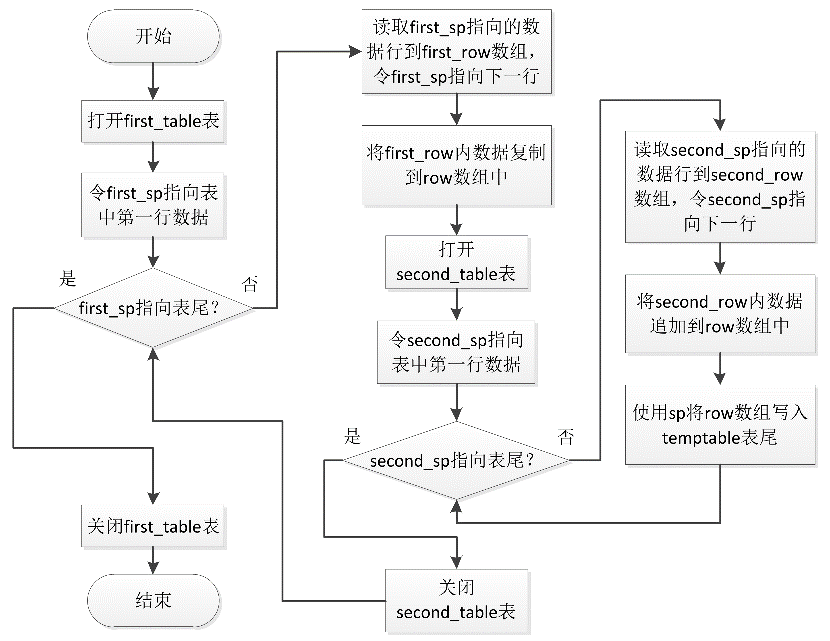 开始
打开first_table表
令first_sp指向表
中第一行数据
是
否
first_sp指向表尾?
关闭first_table表
结束
读取first_sp指向的数
据行到first_row数组，
令first_sp指向下一行
将first_row内数据复制
到row数组中
打开
second_table表
令second_sp指向
表中第一行数据
是
否
second_sp指向表尾?
关闭
second_table表
读取second_sp指向的
数据行到second_row
数组，令second_sp指
向下一行
将second_row内数据
追加到row数组中
使用sp将row数组写入
temptable表尾